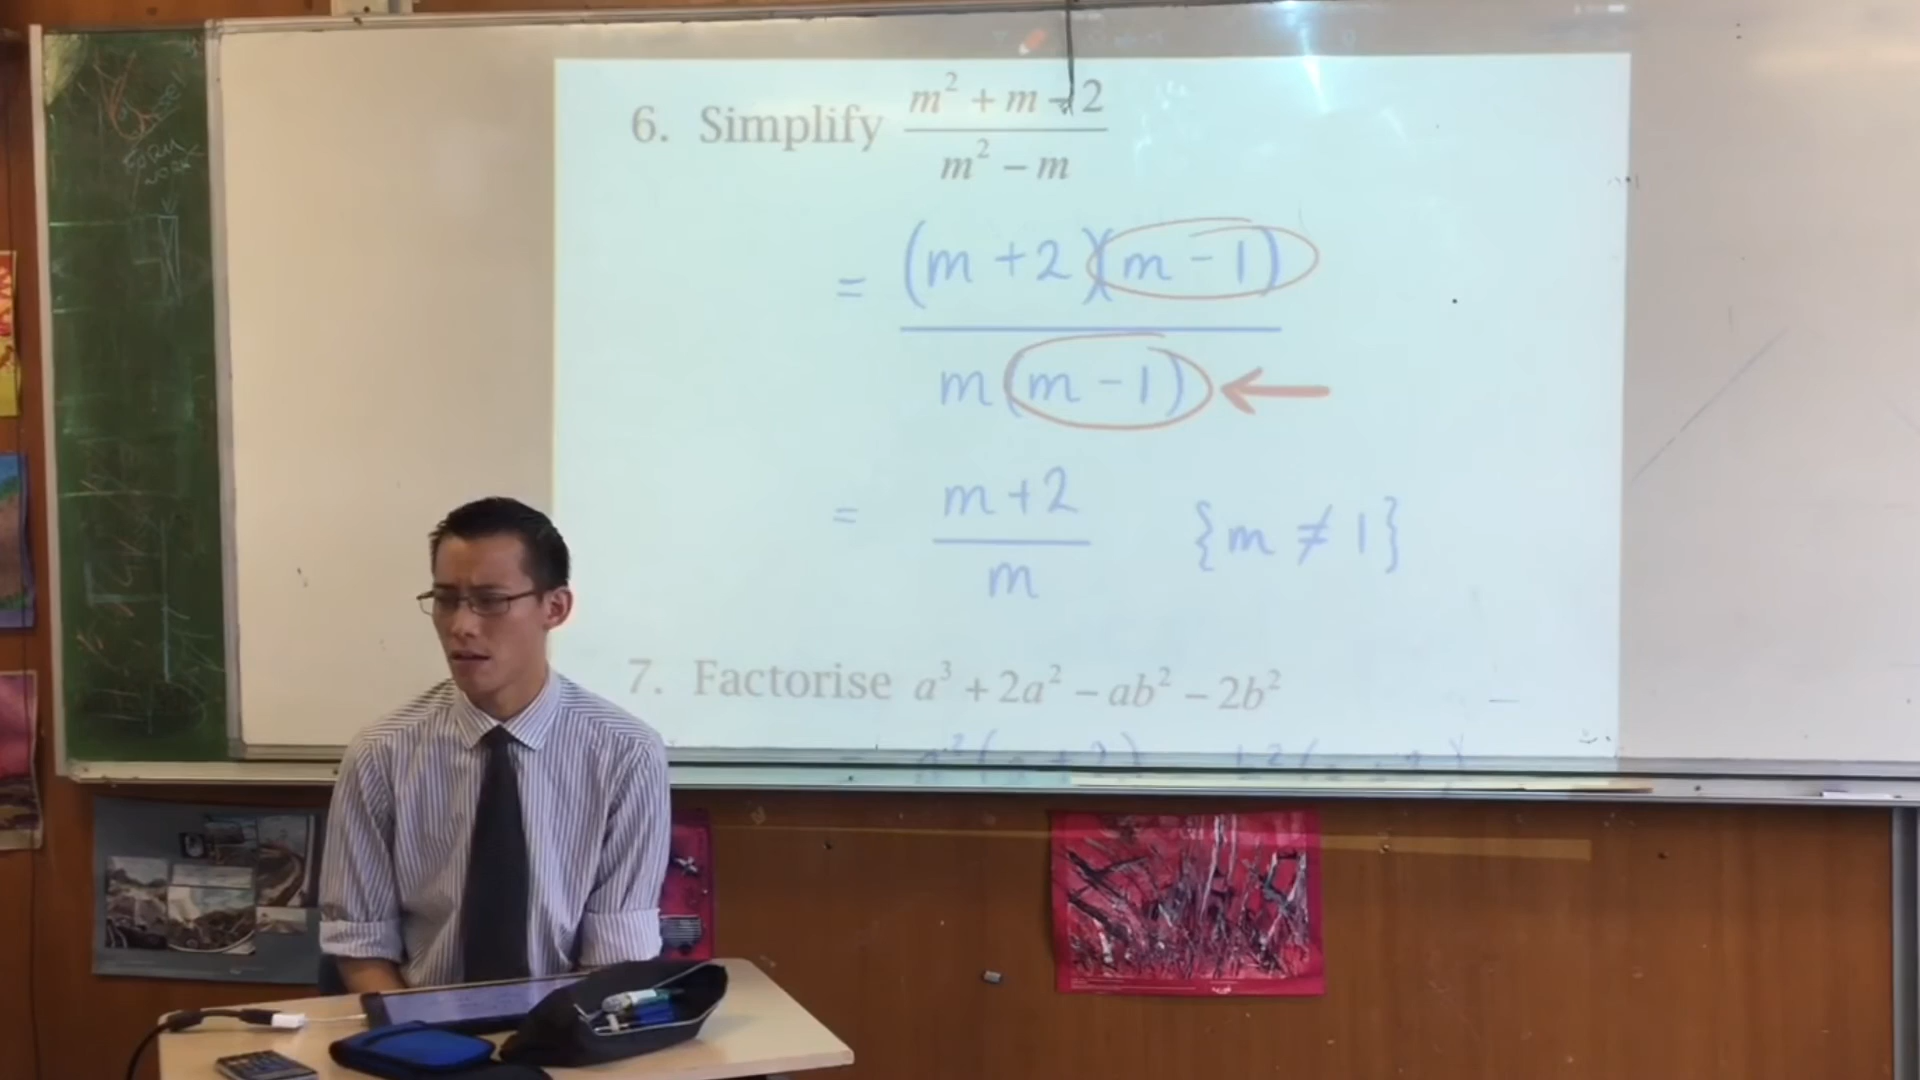 6. Simplify (m² + m - 2)/(m² - m)
= (m + 2)(m - 1)
m(m - 1)
= (m+2)/m {m ≠ 1}
7. Factorise a³ + 2a² – ab² – 2b²